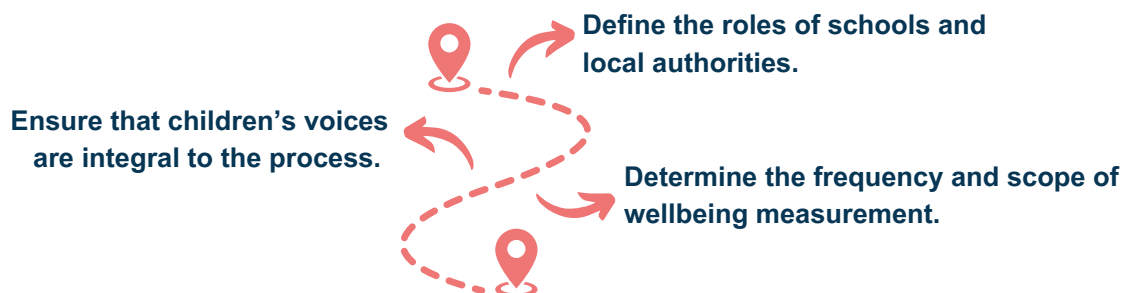 Define the roles of schools and
local authorities.
Ensure that children’s voices
are integral to the process.
Determine the frequency and scope of
wellbeing measurement.